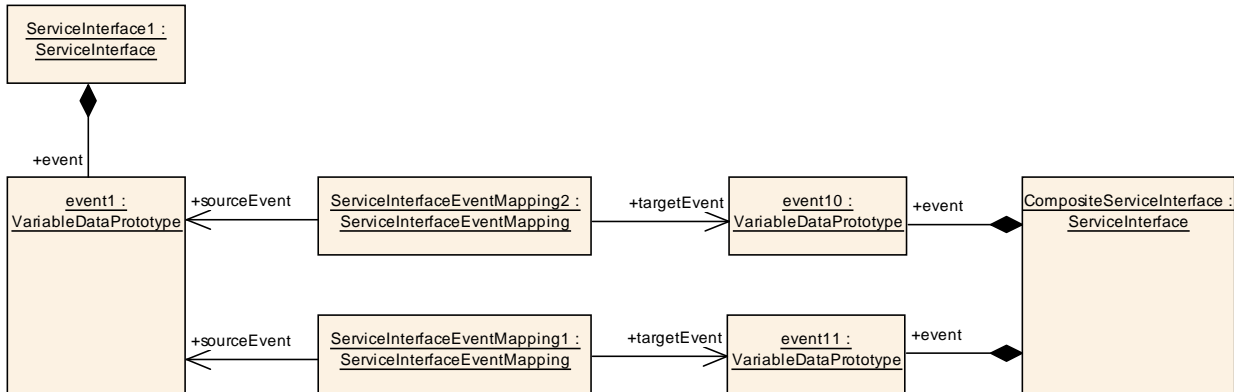 ServiceInterface1 :
ServiceInterface
+event
event1 :
VariableDataPrototype
+sourceEvent
ServiceInterfaceEventMapping2 :
ServiceInterfaceEventMapping
+targetEvent
event10 :
VariableDataPrototype
+event
CompositeServiceInterface :
ServiceInterface
+sourceEvent
ServiceInterfaceEventMapping1 :
ServiceInterfaceEventMapping
+targetEvent
event11 :
VariableDataPrototype
+event